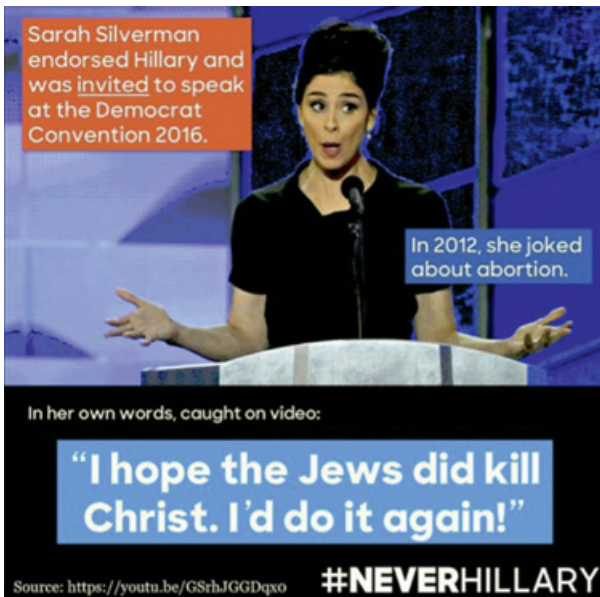 Sarah Silverman
endorsed Hillary and
was invited to speak
at the Democrat
Convention 2016.
In 2012, she joked
about abortion.
In her own words, caught on video:
“I hope the Jews did kill
Christ. I’d do it again!”
Source: https://youtu.be/GSrhJGGDqxo
#NEVERHILLARY